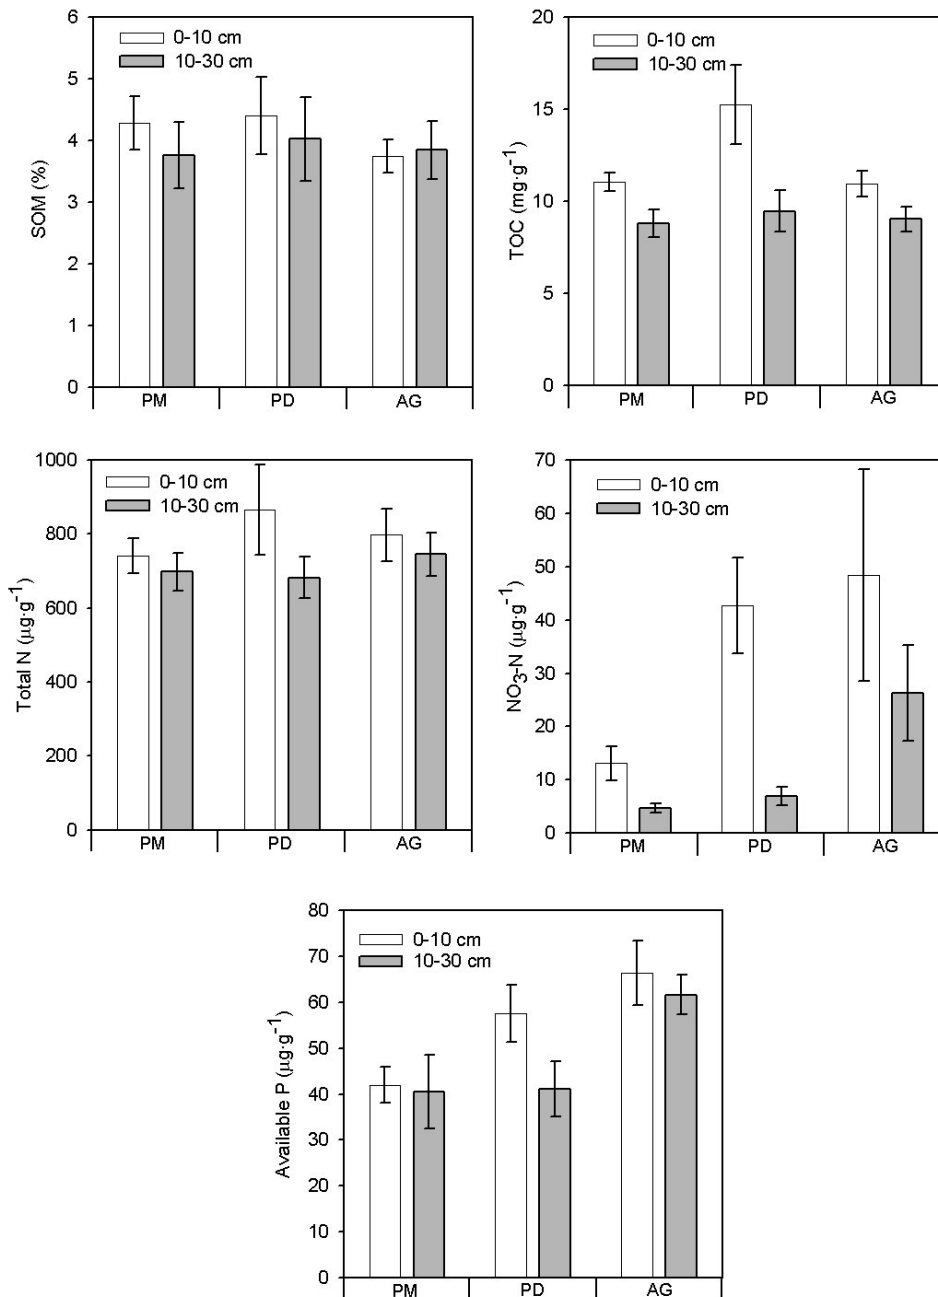 6
5
4
3
2
1
0
SOM (%)
0-10 cm
10-30 cm
PM PD AG
20
15
10
5
0
TOC (mg·g⁻¹)
0-10 cm
10-30 cm
PM PD AG
1000
800
600
400
200
0
Total N (µg·g⁻¹)
0-10 cm
10-30 cm
PM PD AG
70
60
50
40
30
20
10
0
NO₃-N (µg·g⁻¹)
0-10 cm
10-30 cm
PM PD AG
80
70
60
50
40
30
20
10
0
Available P (µg·g⁻¹)
0-10 cm
10-30 cm
PM PD AG